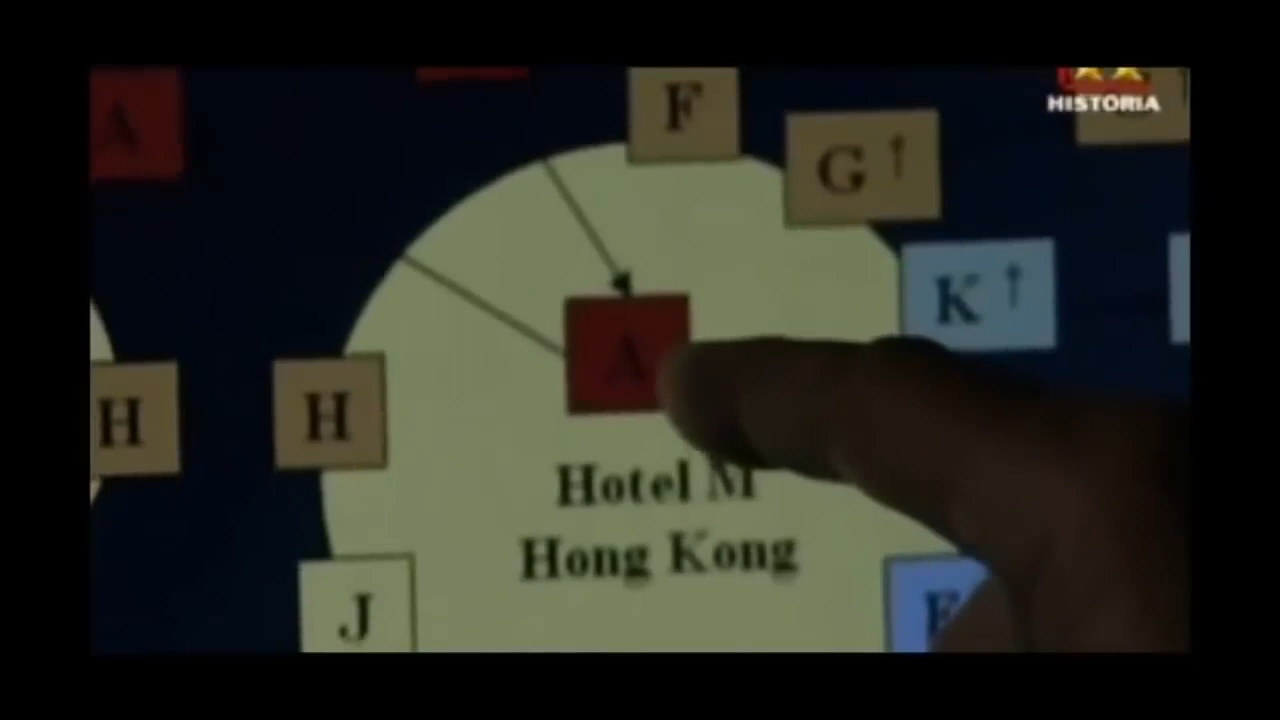 HISTORIA
A
F
G↑
K↑
A
H
H
Hotel M
Hong Kong
J